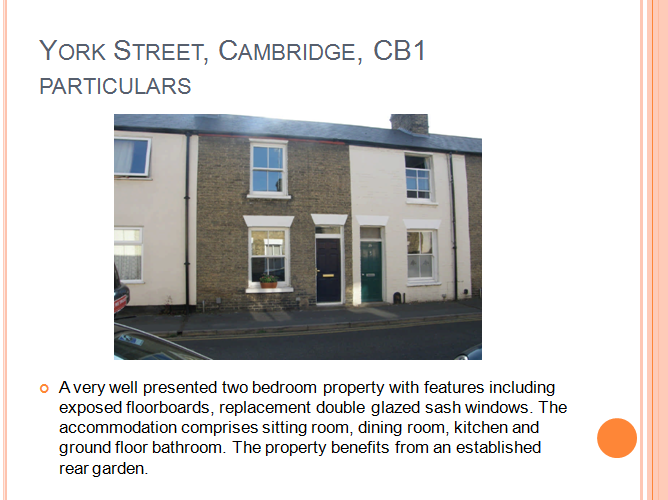 YORK STREET, CAMBRIDGE, CB1
PARTICULARS
A very well presented two bedroom property with features including
exposed floorboards, replacement double glazed sash windows. The
accommodation comprises sitting room, dining room, kitchen and
ground floor bathroom. The property benefits from an established
rear garden.